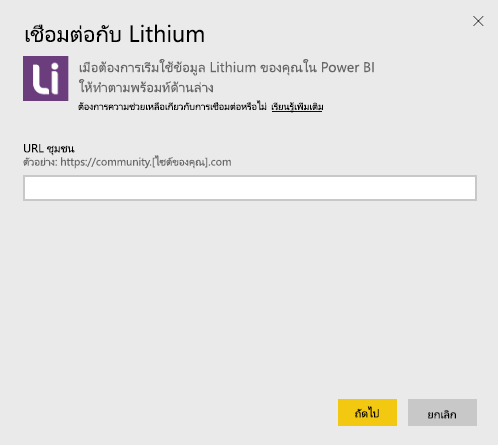 เชื่อมต่อกับ Lithium
Li
เมื่อต้องการเริ่มใช้ข้อมูล Lithium ของคุณใน Power BI
ให้ทำตามพร้อมท์ด้านล่าง
ต้องการความช่วยเหลือเกี่ยวกับการเชื่อมต่อหรือไม่ เรียนรู้เพิ่มเติม
URL ชุมชน
ตัวอย่าง: https://community.[ไซต์ของคุณ].com
ถัดไป
ยกเลิก